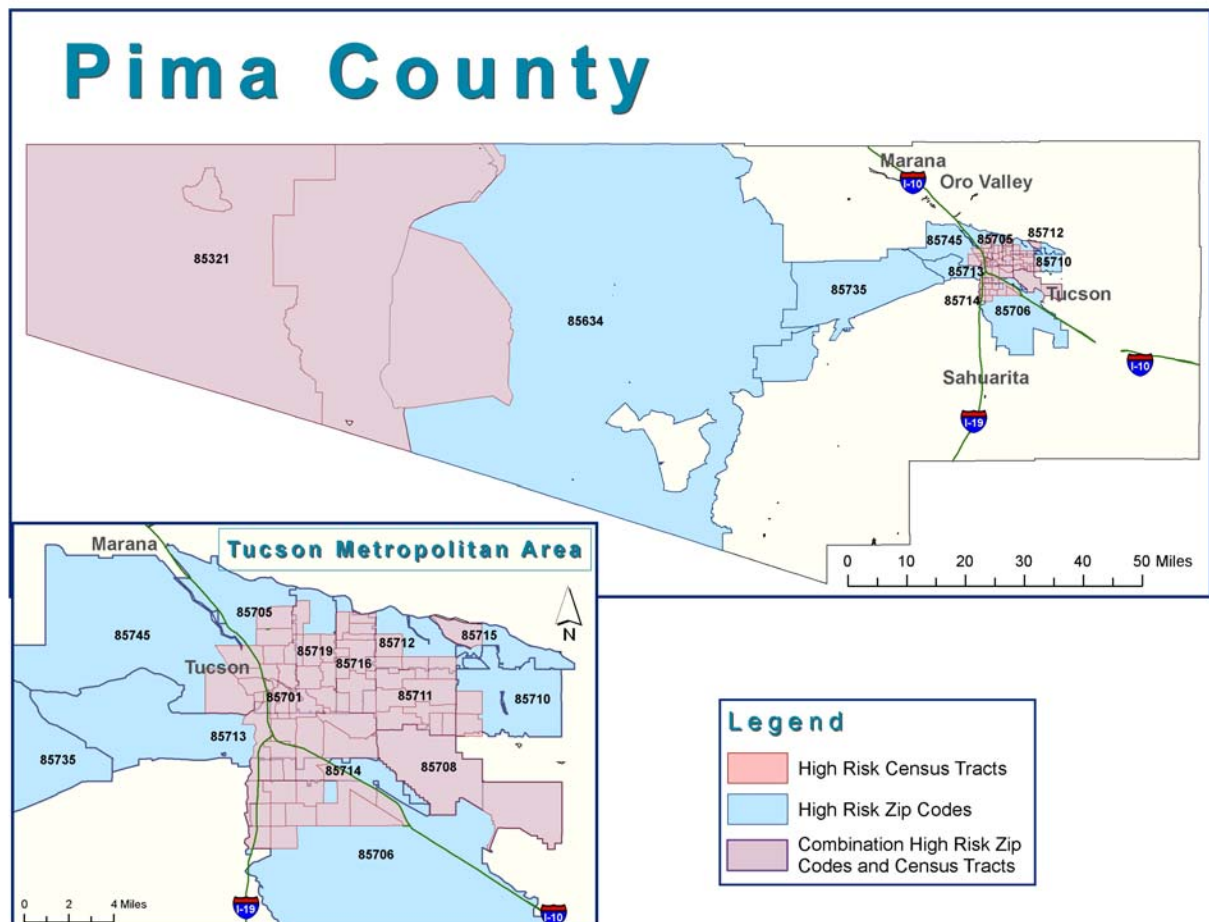 Pima County
Marana
I-10
Oro Valley
85712
85745
85705
85710
85321
85713
85735
Tucson
85714
85634
85706
I-10
Sahuarita
I-19
0 10 20 30 40 50 Miles
Tucson Metropolitan Area
Marana
N
85705
85715
85745
85719
85712
85716
Tucson
85701
85711
85710
85713
85735
85708
85714
85706
0 2 4 Miles
I-19
I-10
Legend
High Risk Census Tracts
High Risk Zip Codes
Combination High Risk Zip
Codes and Census Tracts